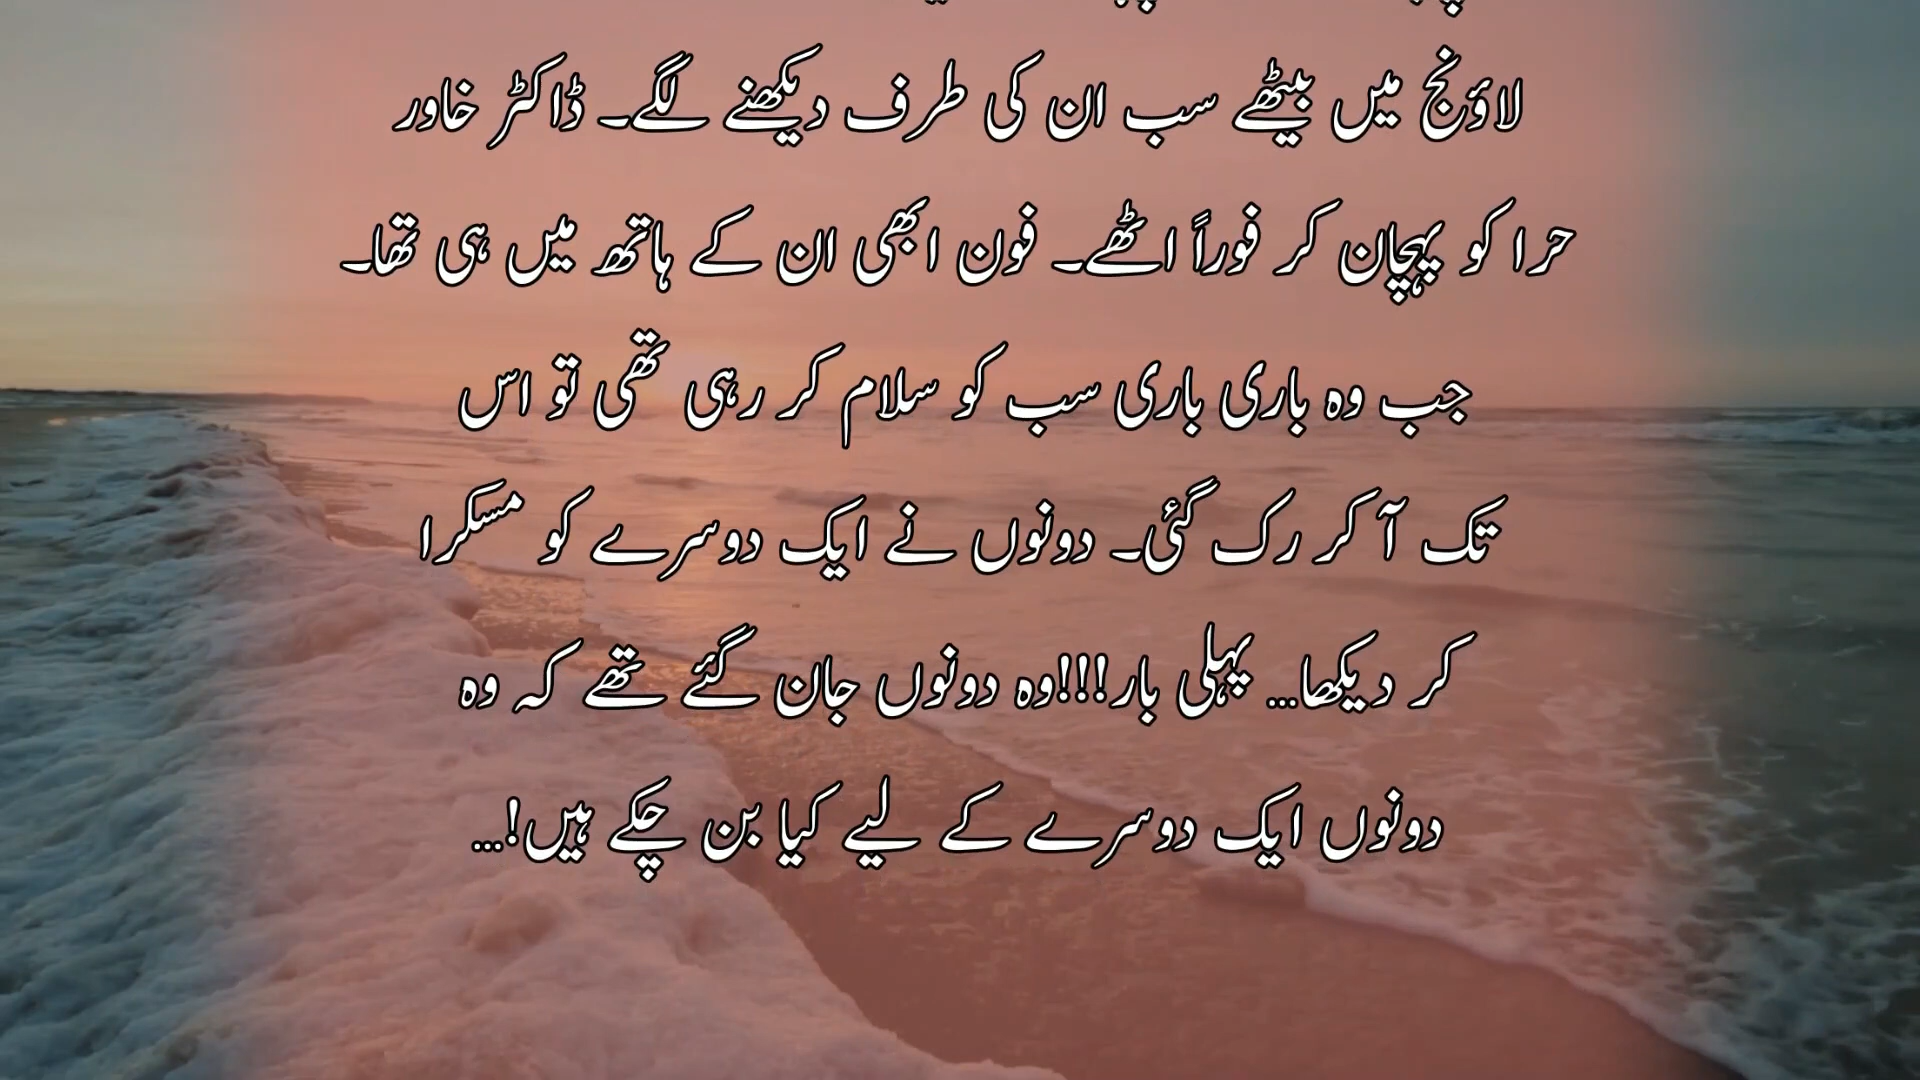 لاؤنج میں بیٹھے سب ان کی طرف دیکھنے لگے۔ ڈاکٹر خاور
حرا کو پہچان کر فوراً اٹھے۔ فون ابھی ان کے ہاتھ میں ہی تھا۔
جب وہ باری باری سب کو سلام کر رہی تھی تو اس
تک آ کر رک گئی۔ دونوں نے ایک دوسرے کو مسکرا
کر دیکھا... پہلی بار!!!وہ دونوں جان گئے تھے کہ وہ
دونوں ایک دوسرے کے لیے کیا بن چکے ہیں!...